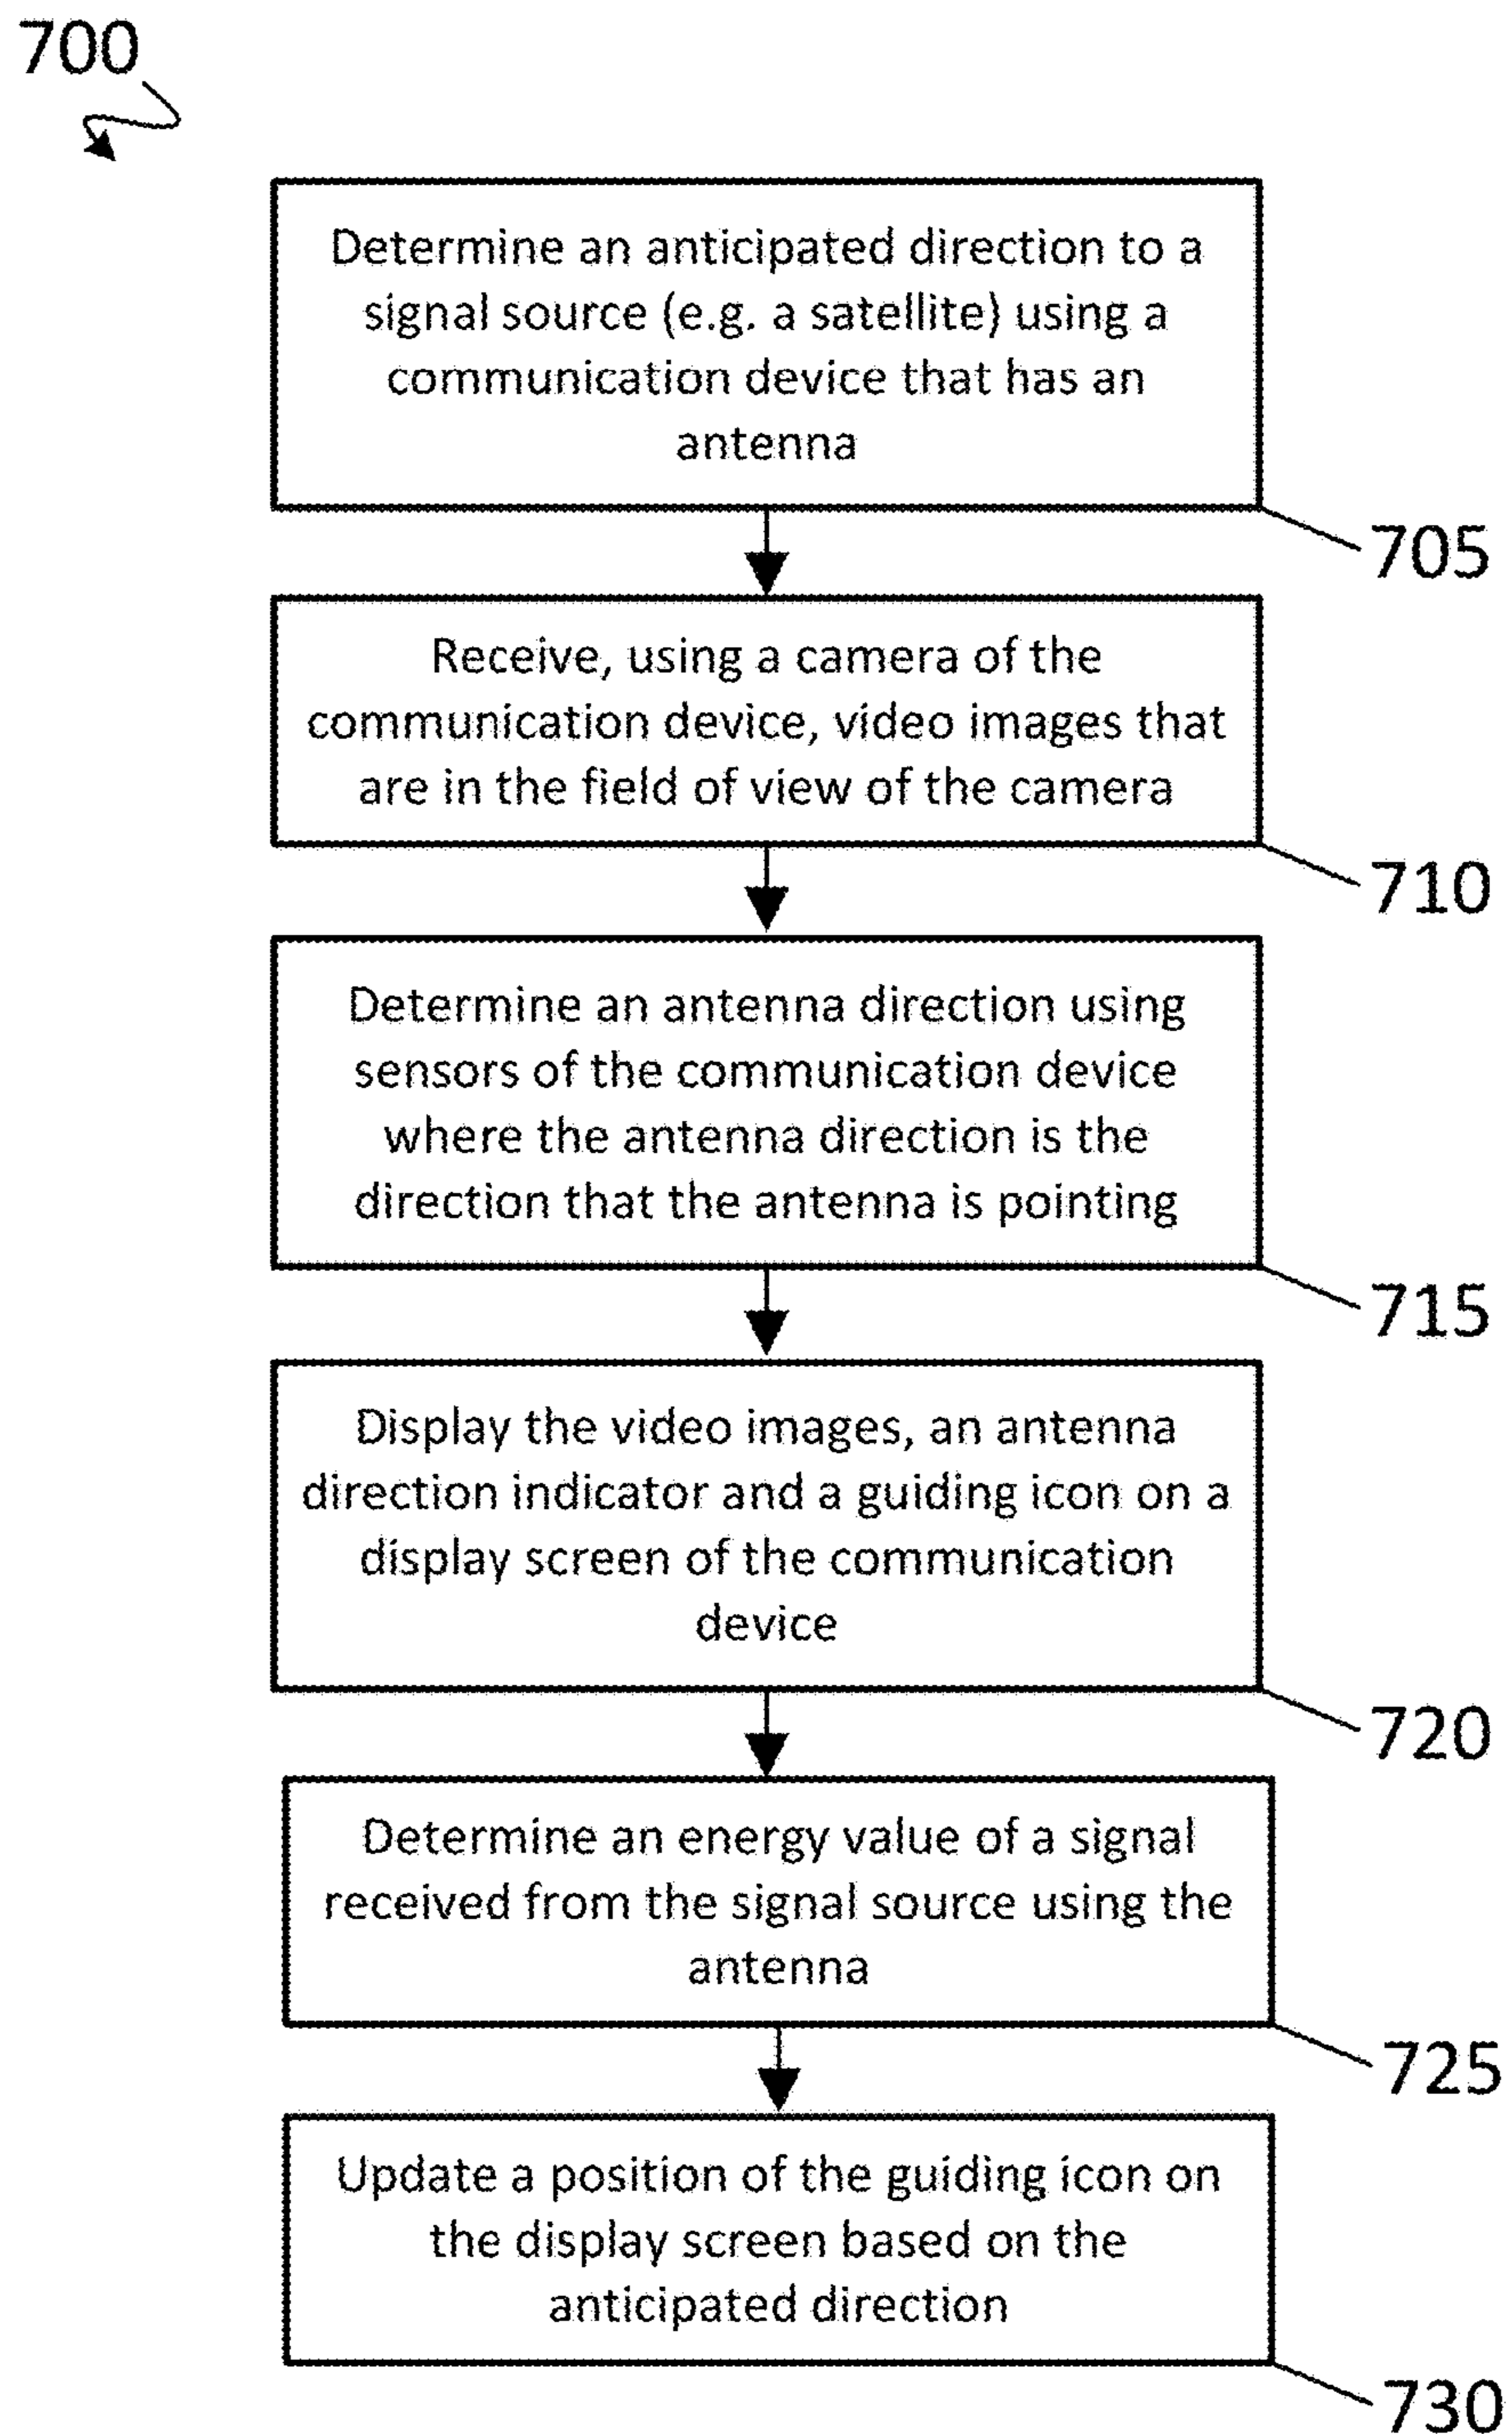 700
Determine an anticipated direction to a
signal source (e.g. a satellite) using a
communication device that has an
antenna
705
Receive, using a camera of the
communication device, video images that
are in the field of view of the camera
710
Determine an antenna direction using
sensors of the communication device
where the antenna direction is the
direction that the antenna is pointing
715
Display the video images, an antenna
direction indicator and a guiding icon on a
display screen of the communication
device
720
Determine an energy value of a signal
received from the signal source using the
antenna
725
Update a position of the guiding icon on
the display screen based on the
anticipated direction
730